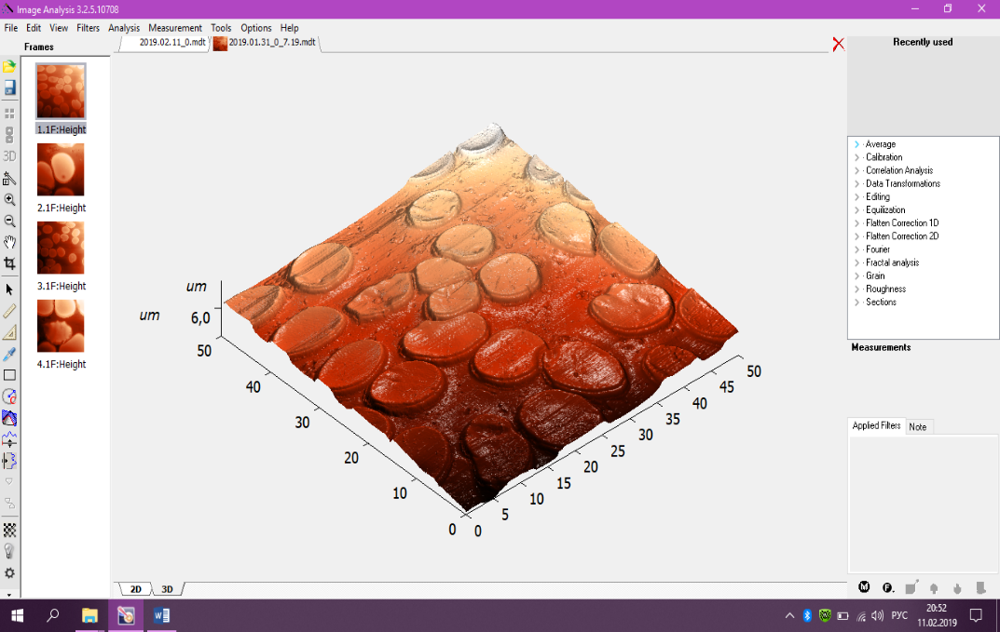 Image Analysis 3.2.5.10708
File Edit View Filters Analysis Measurement Tools Options Help
Frames
2019.02.11_0.mdt
2019.01.31_0_7.19.mdt
Recently used
3D
1.1F:Height
2.1F:Height
3.1F:Height
4.1F:Height
um
um
6,0
50
40
30
20
10
0
0
5
10
15
20
25
30
35
40
45
50
Average
Calibration
Correlation Analysis
Data Transformations
Editing
Equilization
Flatten Correction 1D
Flatten Correction 2D
Fourier
Fractal analysis
Grain
Roughness
Sections
Measurements
Applied Filters Note
2D 3D
M F.
W
РУС
20:52
11.02.2019